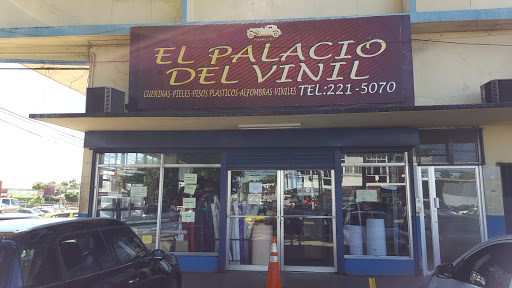 EL PALACIO
DEL VINIL
CUERINAS-PIELES-PISOS PLASTICOS-ALFOMBRAS-VINILES TEL:221-5070